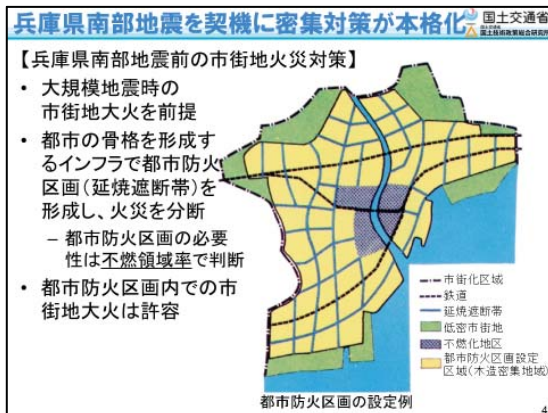 兵庫県南部地震を契機に密集対策が本格化
国土交通省
国土技術政策総合研究所
【兵庫県南部地震前の市街地火災対策】
• 大規模地震時の
市街地大火を前提
• 都市の骨格を形成す
るインフラで都市防火
区画(延焼遮断帯)を
形成し、火災を分断
– 都市防火区画の必要
性は不燃領域率で判断
• 都市防火区画内での市
街地大火は許容
市街化区域
鉄道
延焼遮断帯
低密市街地
不燃化地区
都市防火区画設定
区域(木造密集地域)
都市防火区画の設定例
4